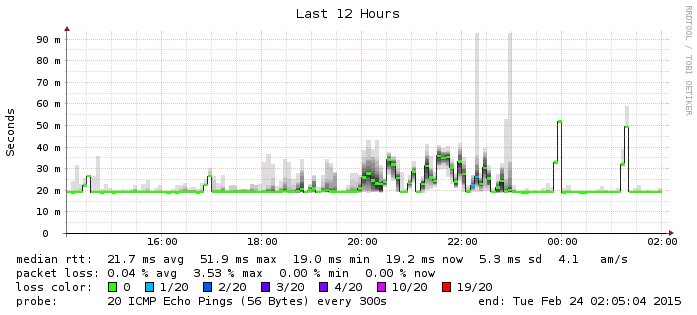 Last 12 Hours
RRDTOOL / TOBI OETIKER
Seconds
90 m
80 m
70 m
60 m
50 m
40 m
30 m
20 m
10 m
0
16:00 18:00 20:00 22:00 00:00 02:00
median rtt: 21.7 ms avg 51.9 ms max 19.0 ms min 19.2 ms now 5.3 ms sd 4.1 am/s
packet loss: 0.04 % avg 3.53 % max 0.00 % min 0.00 % now
loss color: 0 1/20 2/20 3/20 4/20 10/20 19/20
probe: 20 ICMP Echo Pings (56 Bytes) every 300s end: Tue Feb 24 02:05:04 2015